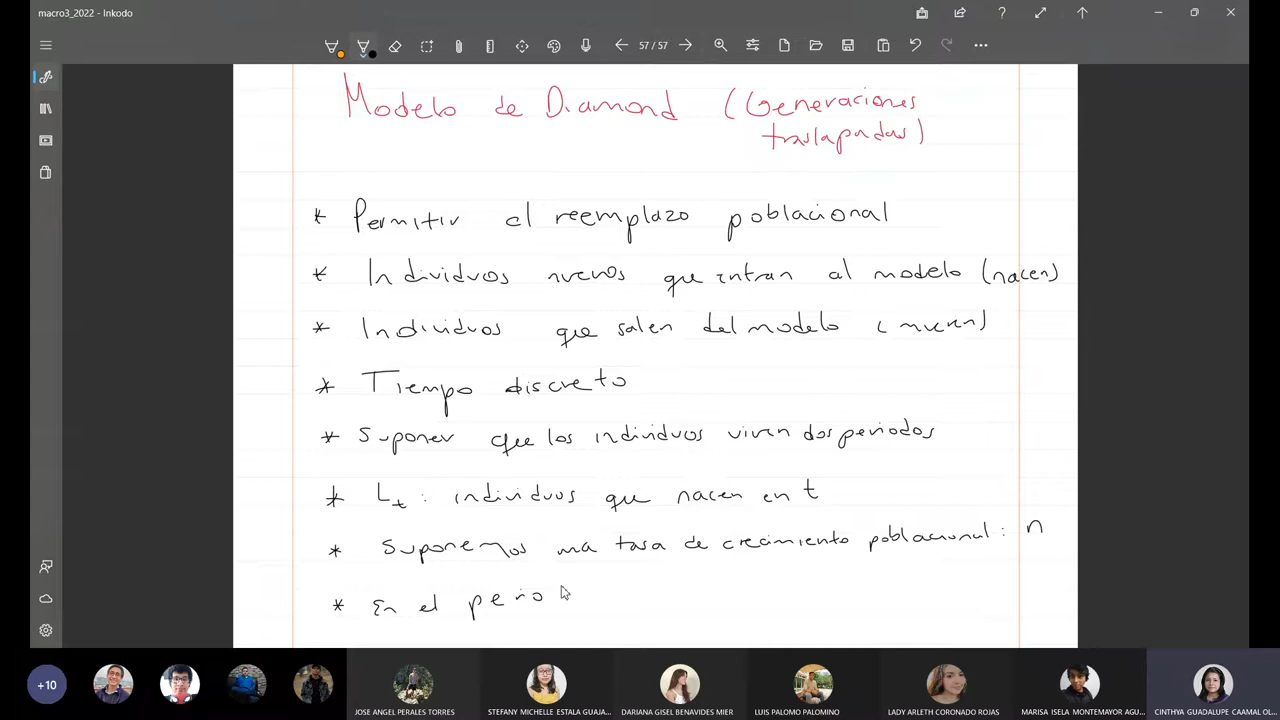 macro3_2022 - Inkodo
57 / 57
Modelo de Diamond (Generaciones
traslapadas)
* Permitir el reemplazo poblacional
* Individuos nuevos que entran al modelo (nacen)
* Individuos que salen del modelo (mueren)
* Tiempo discreto
* Suponer que los individuos viven dos periodos
* Lt : individuos que nacen en t
* Suponemos una tasa de crecimiento poblacional : n
* En el perio
+10
JOSE ANGEL PERALES TORRES
STEFANY MICHELLE ESTALA GUAJA...
DARIANA GISEL BENAVIDES MIER
LUIS PALOMO PALOMINO
LADY ARLETH CORONADO ROJAS
MARISA ISELA MONTEMAYOR AGU...
CINTHYA GUADALUPE CAAMAL OL...